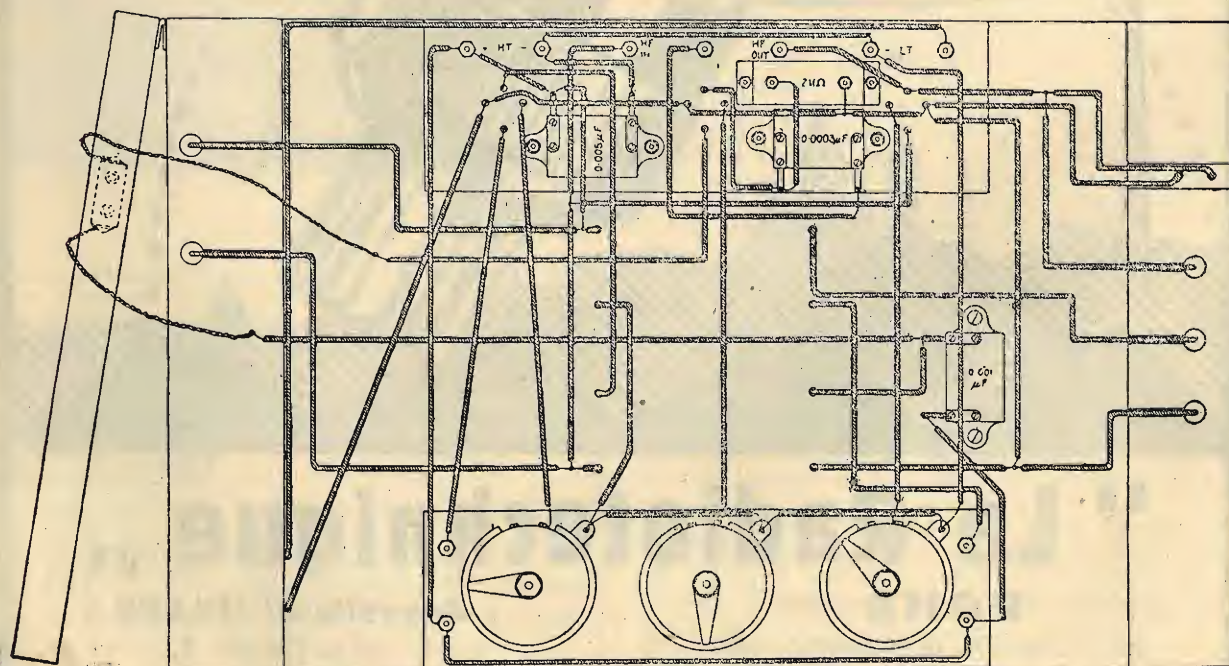 + HT -
HF
IN
HF
OUT
- LT
2MΩ
0·005µF
0·0003µF
0·001
µF